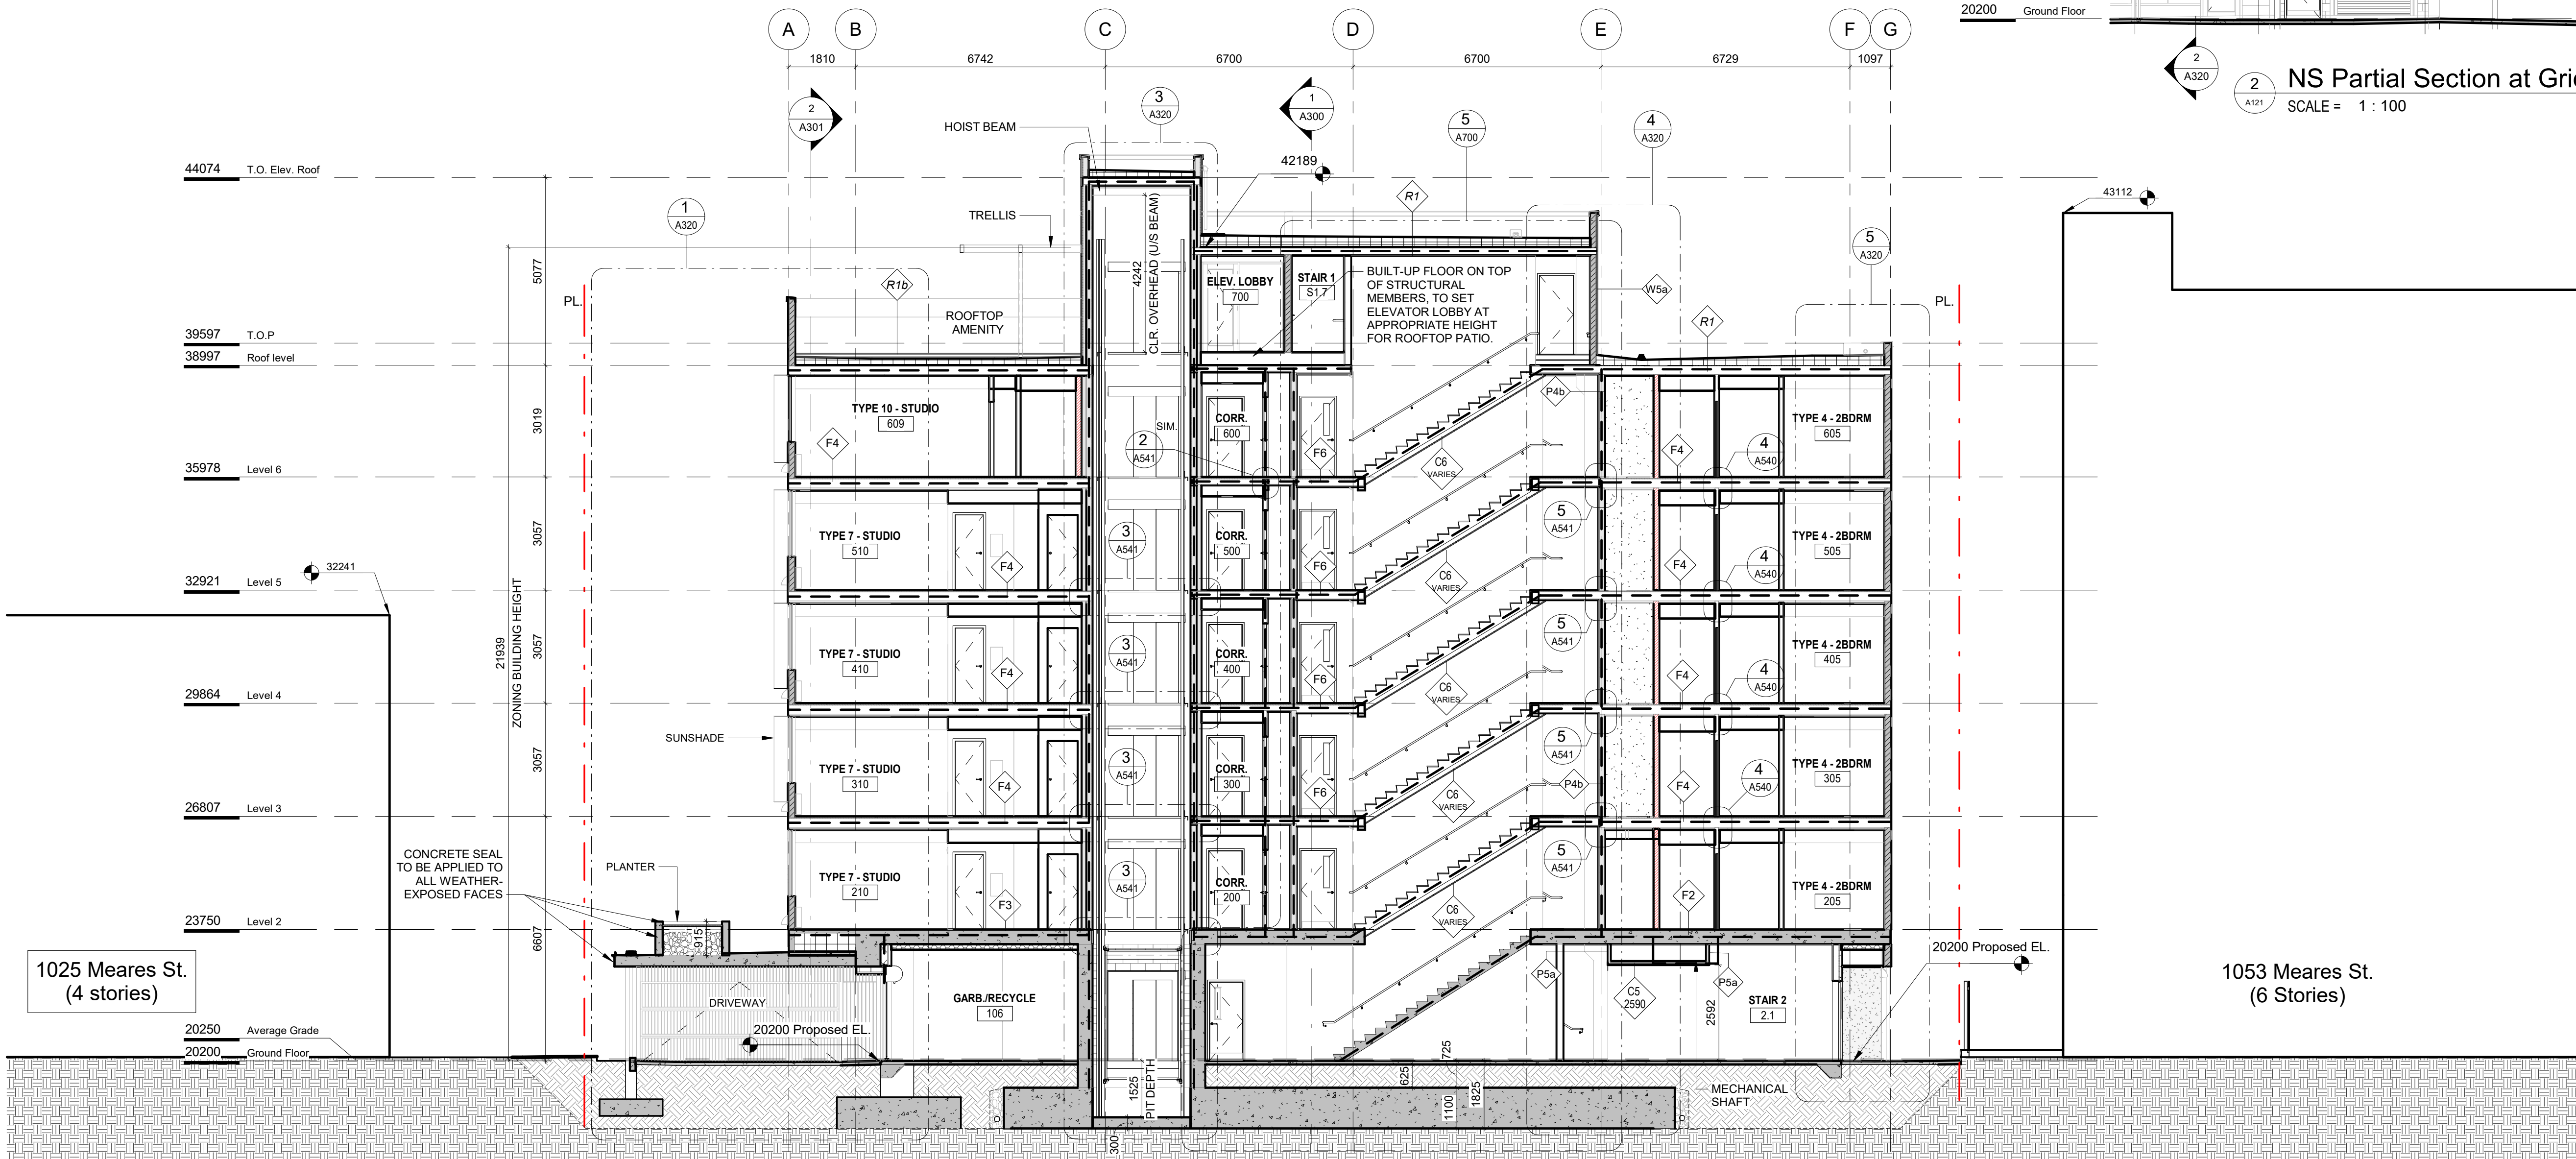 20200 Ground Floor
A
B
C
D
E
F
G
1810
6742
6700
6700
6729
1097
2
A320
2
A121
NS Partial Section at Gri
SCALE = 1 : 100
2
A301
HOIST BEAM
3
A320
1
A300
5
A700
4
A320
42189
44074 T.O. Elev. Roof
43112
R1
TRELLIS
1
A320
5
A320
CLR. OVERHEAD (U/S BEAM)
4242
5077
R1b
PL.
PL.
ELEV. LOBBY
700
STAIR 1
S1.7
BUILT-UP FLOOR ON TOP
OF STRUCTURAL
MEMBERS, TO SET
ELEVATOR LOBBY AT
APPROPRIATE HEIGHT
FOR ROOFTOP PATIO.
W5a
R1
ROOFTOP
AMENITY
39597 T.O.P
38997 Roof level
3019
TYPE 10 - STUDIO
609
F4
SIM.
2
A541
CORR.
600
F6
C6
VARIES
P4b
F4
4
A540
TYPE 4 - 2BDRM
605
35978 Level 6
3057
TYPE 7 - STUDIO
510
F4
3
A541
CORR.
500
F6
C6
VARIES
5
A541
F4
4
A540
TYPE 4 - 2BDRM
505
32241
32921 Level 5
21939
ZONING BUILDING HEIGHT
3057
TYPE 7 - STUDIO
410
F4
3
A541
CORR.
400
F6
C6
VARIES
5
A541
F4
4
A540
TYPE 4 - 2BDRM
405
29864 Level 4
SUNSHADE
3057
TYPE 7 - STUDIO
310
F4
3
A541
CORR.
300
F6
C6
VARIES
5
A541
P4b
F4
4
A540
TYPE 4 - 2BDRM
305
26807 Level 3
CONCRETE SEAL
TO BE APPLIED TO
ALL WEATHER-
EXPOSED FACES
PLANTER
915
TYPE 7 - STUDIO
210
F3
3
A541
CORR.
200
C6
VARIES
5
A541
F2
TYPE 4 - 2BDRM
205
23750 Level 2
6607
20200 Proposed EL.
1025 Meares St.
(4 stories)
1053 Meares St.
(6 Stories)
DRIVEWAY
GARB./RECYCLE
106
P5a
C5
2590
P5a
2592
STAIR 2
2.1
20250 Average Grade
20200 Ground Floor
20200 Proposed EL.
1525
PIT DEPTH
300
725
625
1100
1825
MECHANICAL
SHAFT